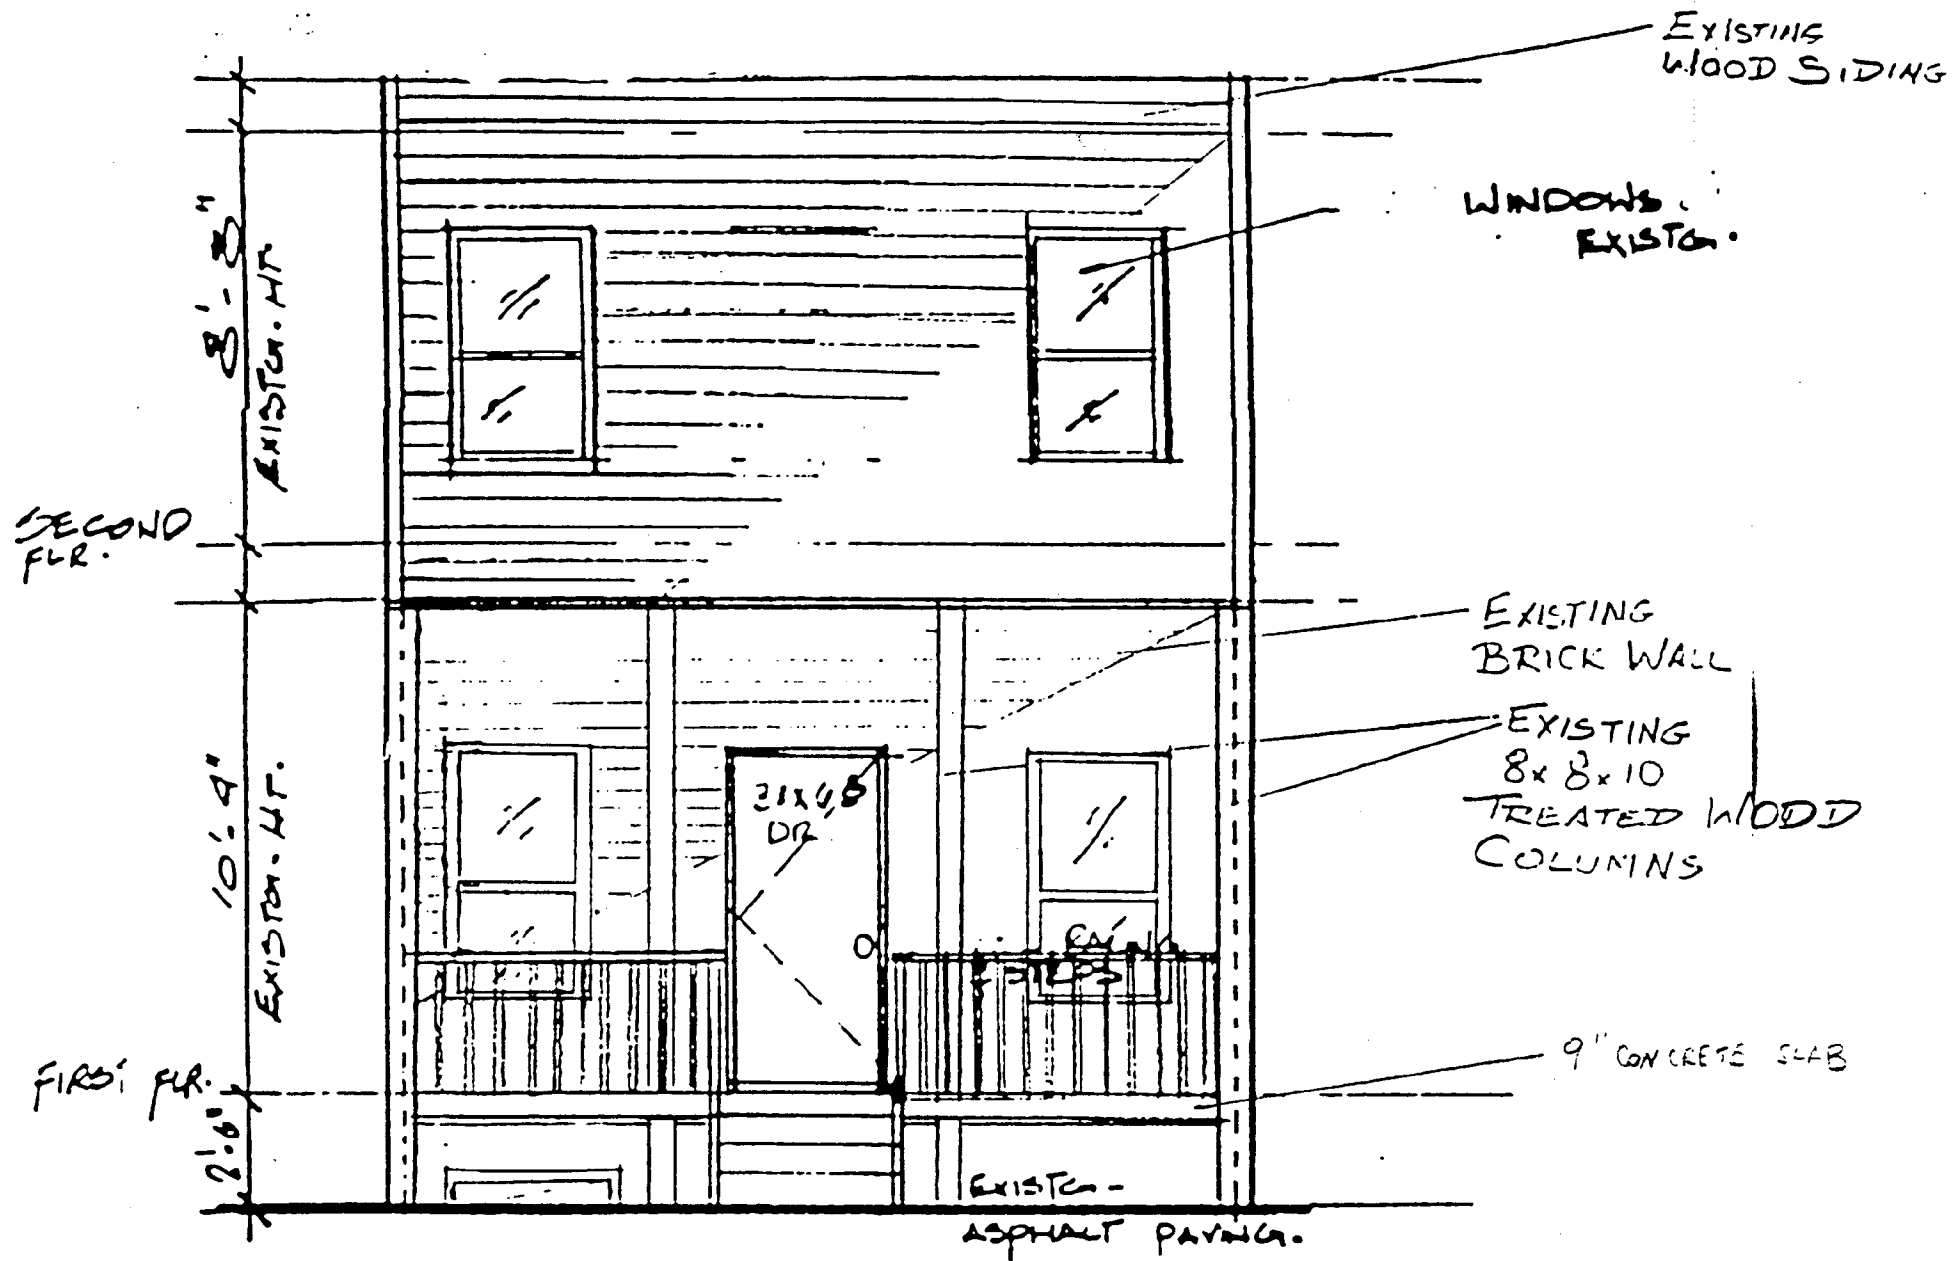 EXISTING
WOOD SIDING
WINDOWS.
EXISTG.
8'-8"
EXISTG. HT.
SECOND
FLR.
EXISTING
BRICK WALL
EXISTING
8x8x10
TREATED WOOD
COLUMNS
DR
10'-4"
EXISTG. HT.
9" CONCRETE SLAB
FIRST FLR.
2'-6"
EXISTG-
ASPHALT PAVING.